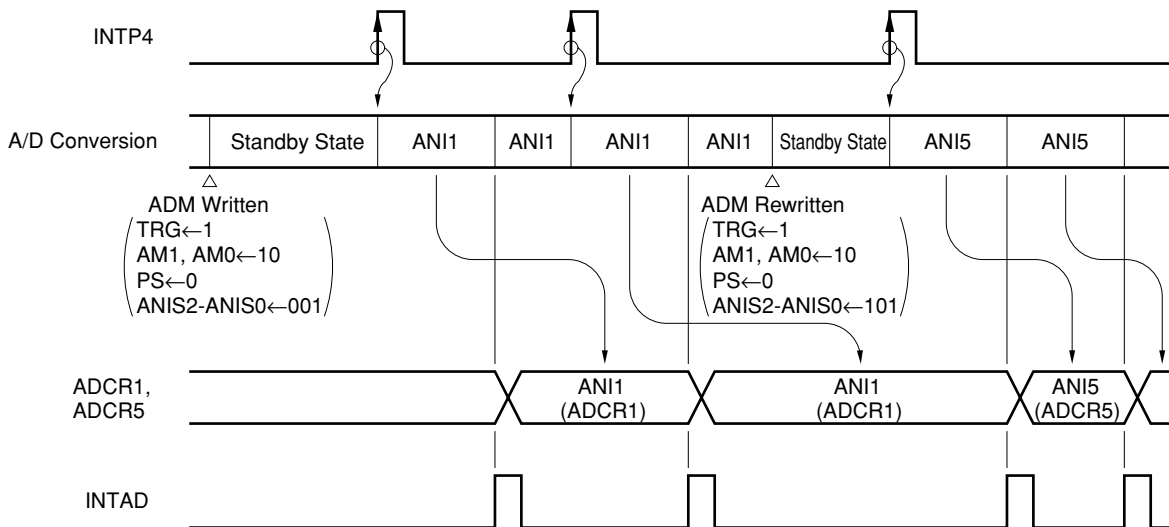 INTP4
A/D Conversion
Standby State
ANI1
ANI1
ANI1
ANI1
Standby State
ANI5
ANI5
ADM Written
TRG←1
AM1, AM0←10
PS←0
ANIS2-ANIS0←001
ADM Rewritten
TRG←1
AM1, AM0←10
PS←0
ANIS2-ANIS0←101
ADCR1,
ADCR5
ANI1
(ADCR1)
ANI1
(ADCR1)
ANI5
(ADCR5)
INTAD